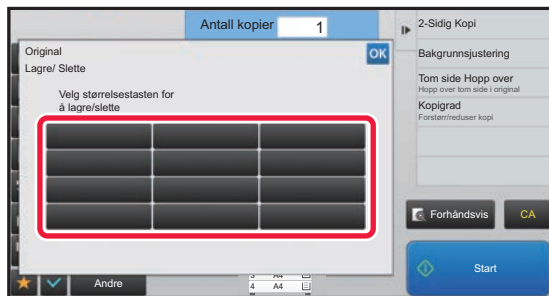 Antall kopier 1
Original
OK
Lagre/ Slette
Velg størrelsestasten for
å lagre/slette
2-Sidig Kopi
Bakgrunnsjustering
Tom side Hopp over
Hopp over tom side i original
Kopigrad
Forstørr/reduser kopi
Forhåndsvis
CA
Start
Andre
3 A4
4 A4